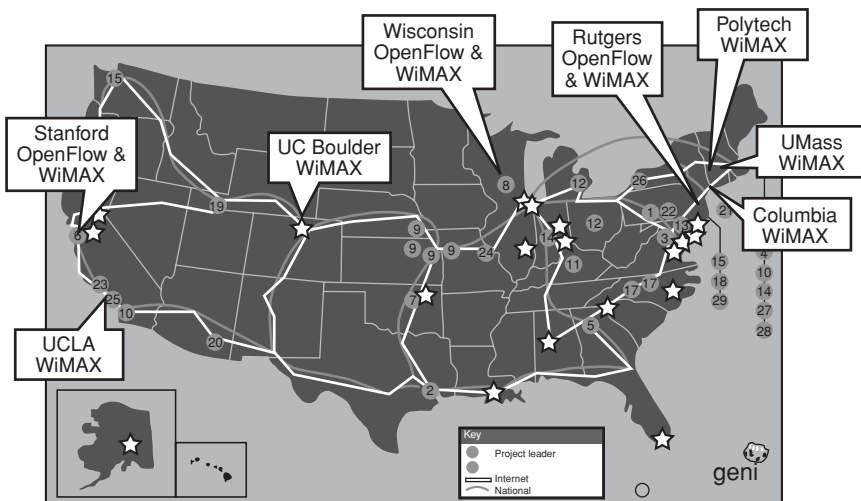 Wisconsin
OpenFlow &
WiMAX
Rutgers
OpenFlow
& WiMAX
Polytech
WiMAX
Stanford
OpenFlow &
WiMAX
UC Boulder
WiMAX
UMass
WiMAX
Columbia
WiMAX
UCLA
WiMAX
15
8
12
26
19
6
9
9
9
9
24
14
12
11
1
22
13
3
21
23
25
10
20
7
17
17
5
2
15
18
29
4
10
14
27
28
Key
Project leader
Internet
National
geni